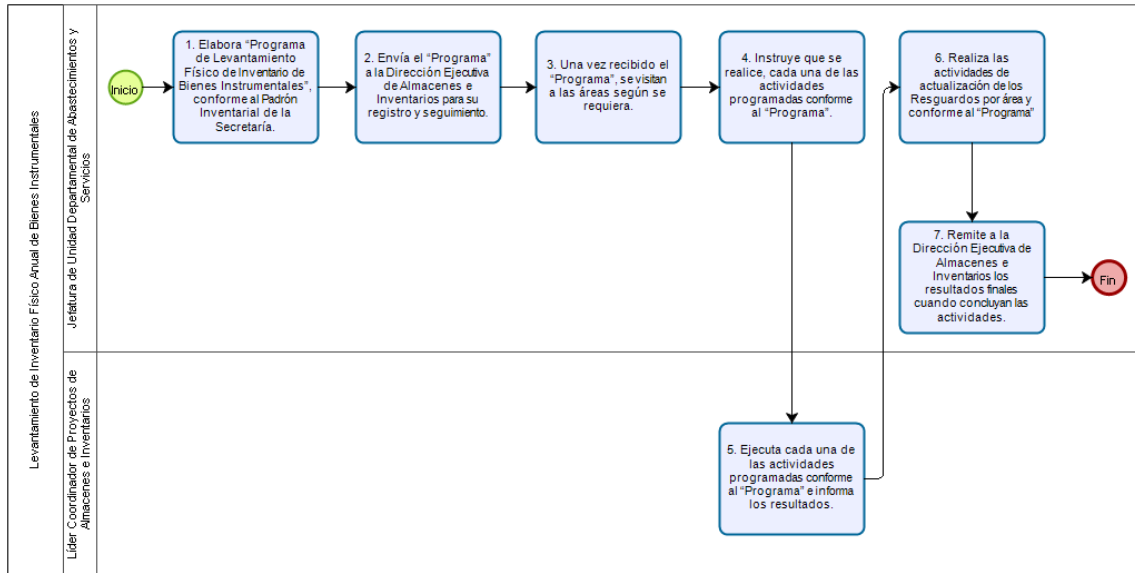 Levantamiento de Inventario Físico Anual de Bienes Instrumentales
Jefatura de Unidad Departamental de Abastecimientos y
Servicios
Inicio
1. Elabora “Programa
de Levantamiento
Físico de Inventario de
Bienes Instrumentales”,
conforme al Padrón
Inventarial de la
Secretaría.
2. Envía el “Programa”
a la Dirección Ejecutiva
de Almacenes e
Inventarios para su
registro y seguimiento.
3. Una vez recibido el
“Programa”, se visitan
a las áreas según se
requiera.
4. Instruye que se
realice, cada una de las
actividades
programadas conforme
al “Programa”.
6. Realiza las
actividades de
actualización de los
Resguardos por área y
conforme al “Programa”
7. Remite a la
Dirección Ejecutiva de
Almacenes e
Inventarios los
resultados finales
cuando concluyan las
actividades.
Fin
Líder Coordinador de Proyectos de
Almacenes e Inventarios
5. Ejecuta cada una de
las actividades
programadas conforme
al “Programa” e informa
los resultados.